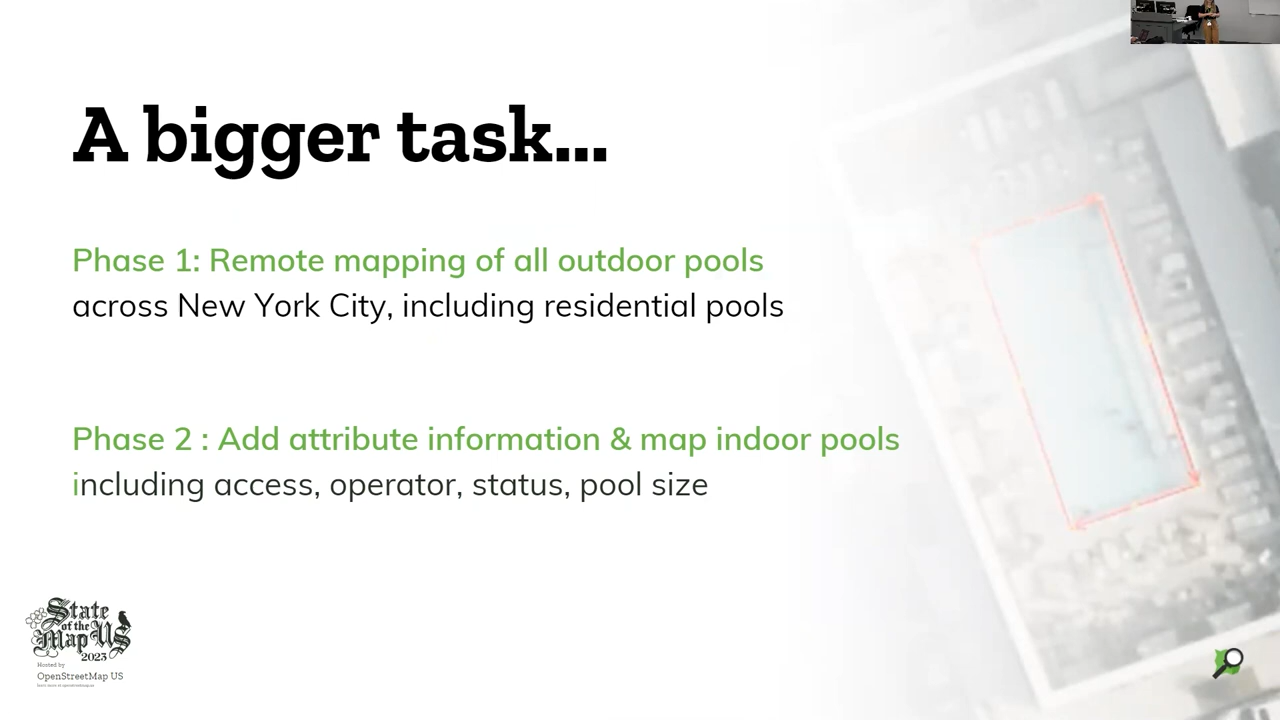 A bigger task...
Phase 1: Remote mapping of all outdoor pools
across New York City, including residential pools
Phase 2 : Add attribute information & map indoor pools
including access, operator, status, pool size
State
of the
Map US
2023
Hosted by
OpenStreetMap US